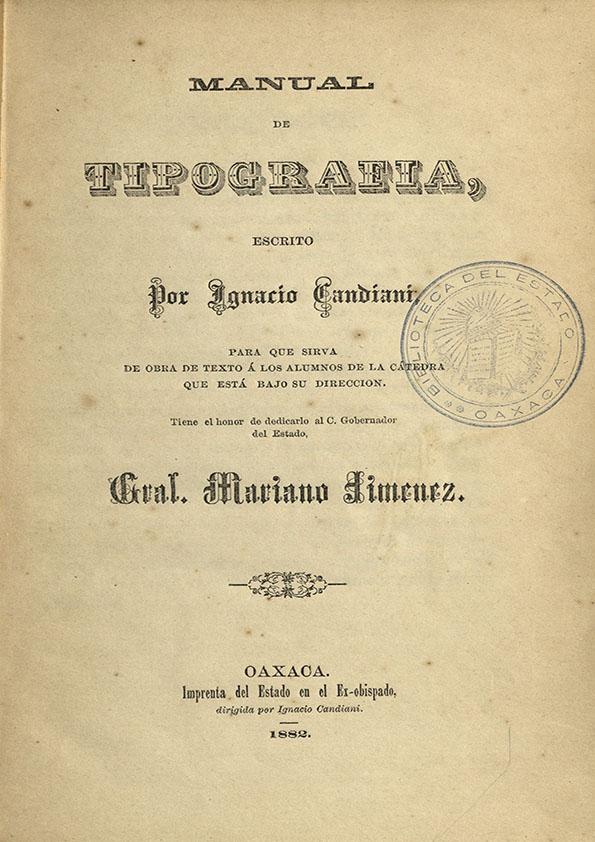 MANUAL
DE
TIPOGRAFIA,
ESCRITO
Por Ignacio Candiani,
PARA QUE SIRVA
DE OBRA DE TEXTO Á LOS ALUMNOS DE LA CÁTEDRA
QUE ESTÁ BAJO SU DIRECCION.
Tiene el honor de dedicarlo al C. Gobernador
del Estado,
Gral. Mariano Jimenez.
OAXACA.
Imprenta del Estado en el Ex-obispado,
dirigida por Ignacio Candiani.
1882.
BIBLIOTECA DEL ESTADO
OAXACA